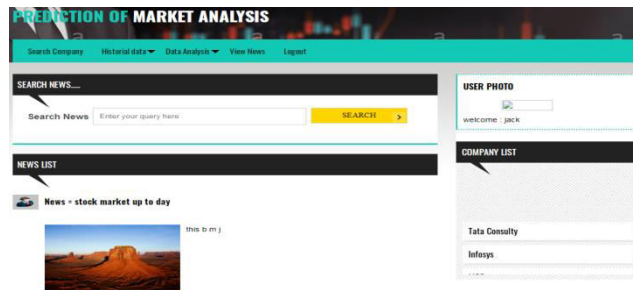 PREDICTION OF MARKET ANALYSIS
Search Company Historial data Data Analysis View News Logout
SEARCH NEWS.....
Search News Enter your query here SEARCH >
NEWS LIST
News = stock market up to day
this b m j
USER PHOTO
welcome : jack
COMPANY LIST
Tata Consulty
Infosys